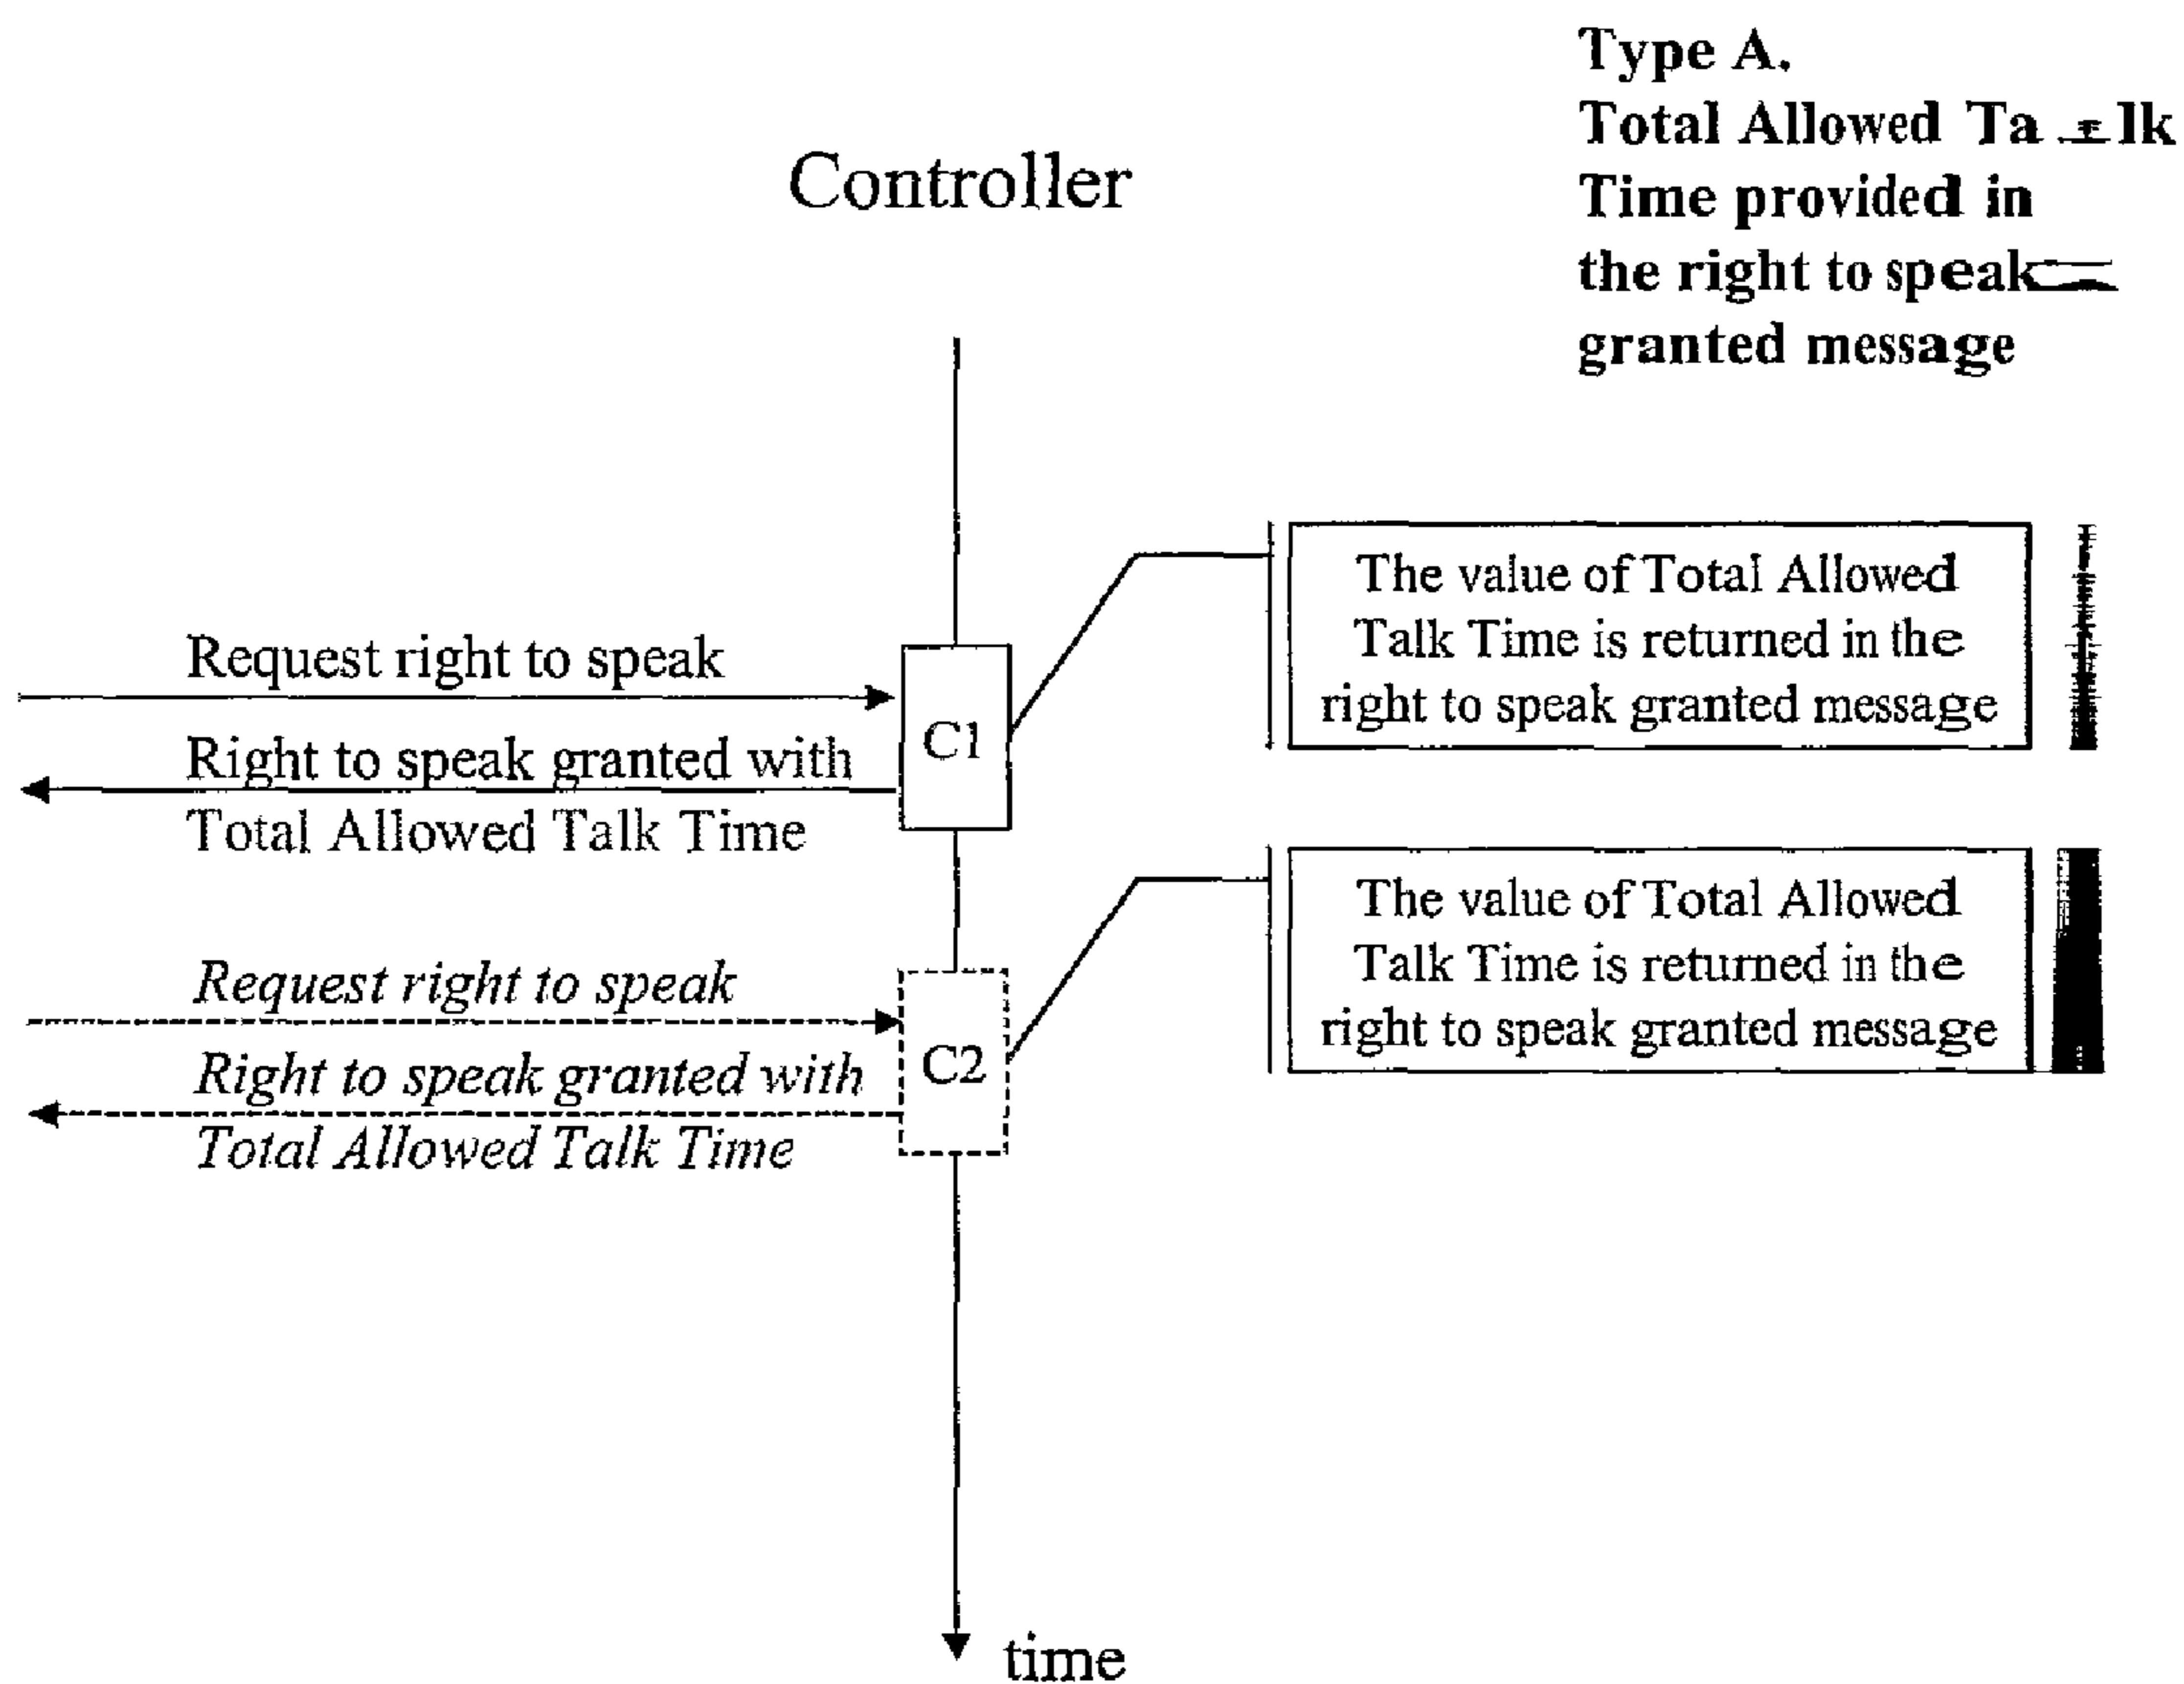 Type A.
Total Allowed Talk
Time provided in
the right to speak
granted message
Controller
The value of Total Allowed
Talk Time is returned in the
right to speak granted message
Request right to speak
C1
Right to speak granted with
Total Allowed Talk Time
The value of Total Allowed
Talk Time is returned in the
right to speak granted message
Request right to speak
C2
Right to speak granted with
Total Allowed Talk Time
time